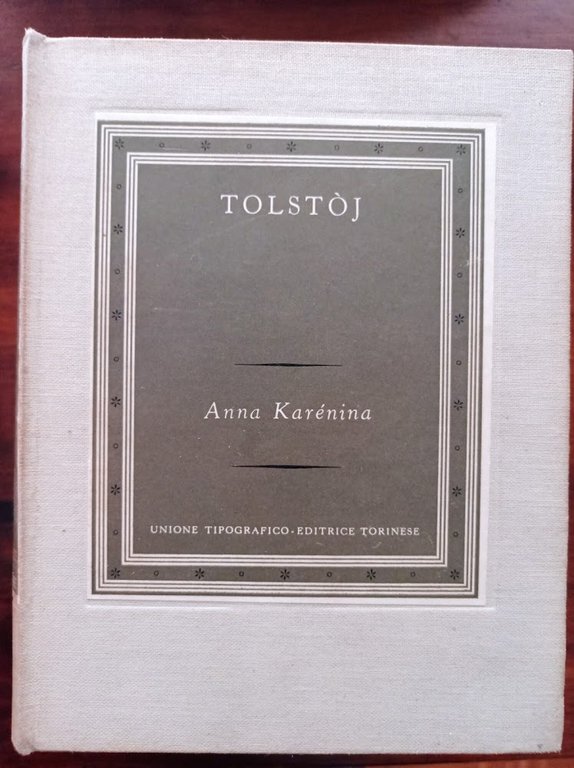 TOLSTÒJ
Anna Karénina
UNIONE TIPOGRAFICO-EDITRICE TORINESE